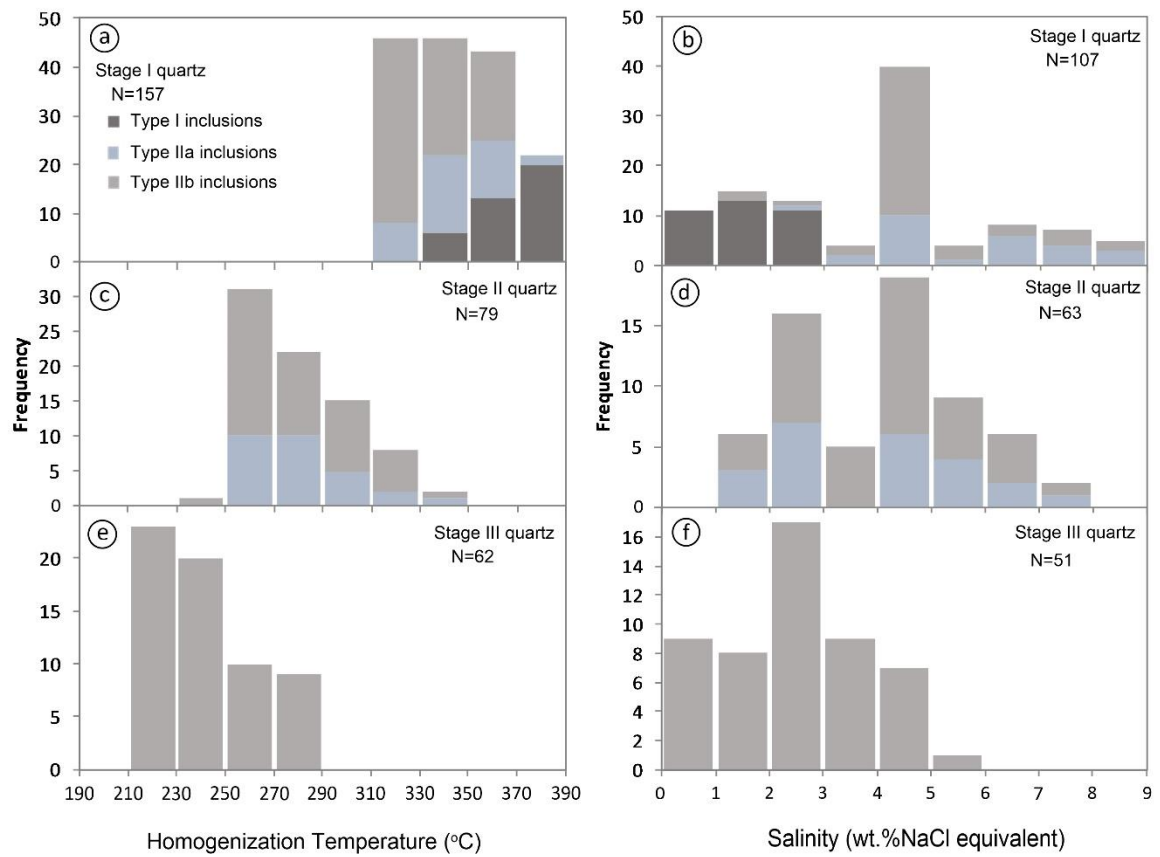 a
Stage I quartz
N=157
Type I inclusions
Type IIa inclusions
Type IIb inclusions
50
40
30
20
10
0
b
Stage I quartz
N=107
50
40
30
20
10
0
c
Stage II quartz
N=79
30
25
20
15
10
5
0
d
Stage II quartz
N=63
15
10
5
0
Frequency
Frequency
e
Stage III quartz
N=62
20
15
10
5
0
f
Stage III quartz
N=51
16
14
12
10
8
6
4
2
0
190 210 230 250 270 290 310 330 350 370 390
0 1 2 3 4 5 6 7 8 9
Homogenization Temperature (°C)
Salinity (wt.%NaCl equivalent)